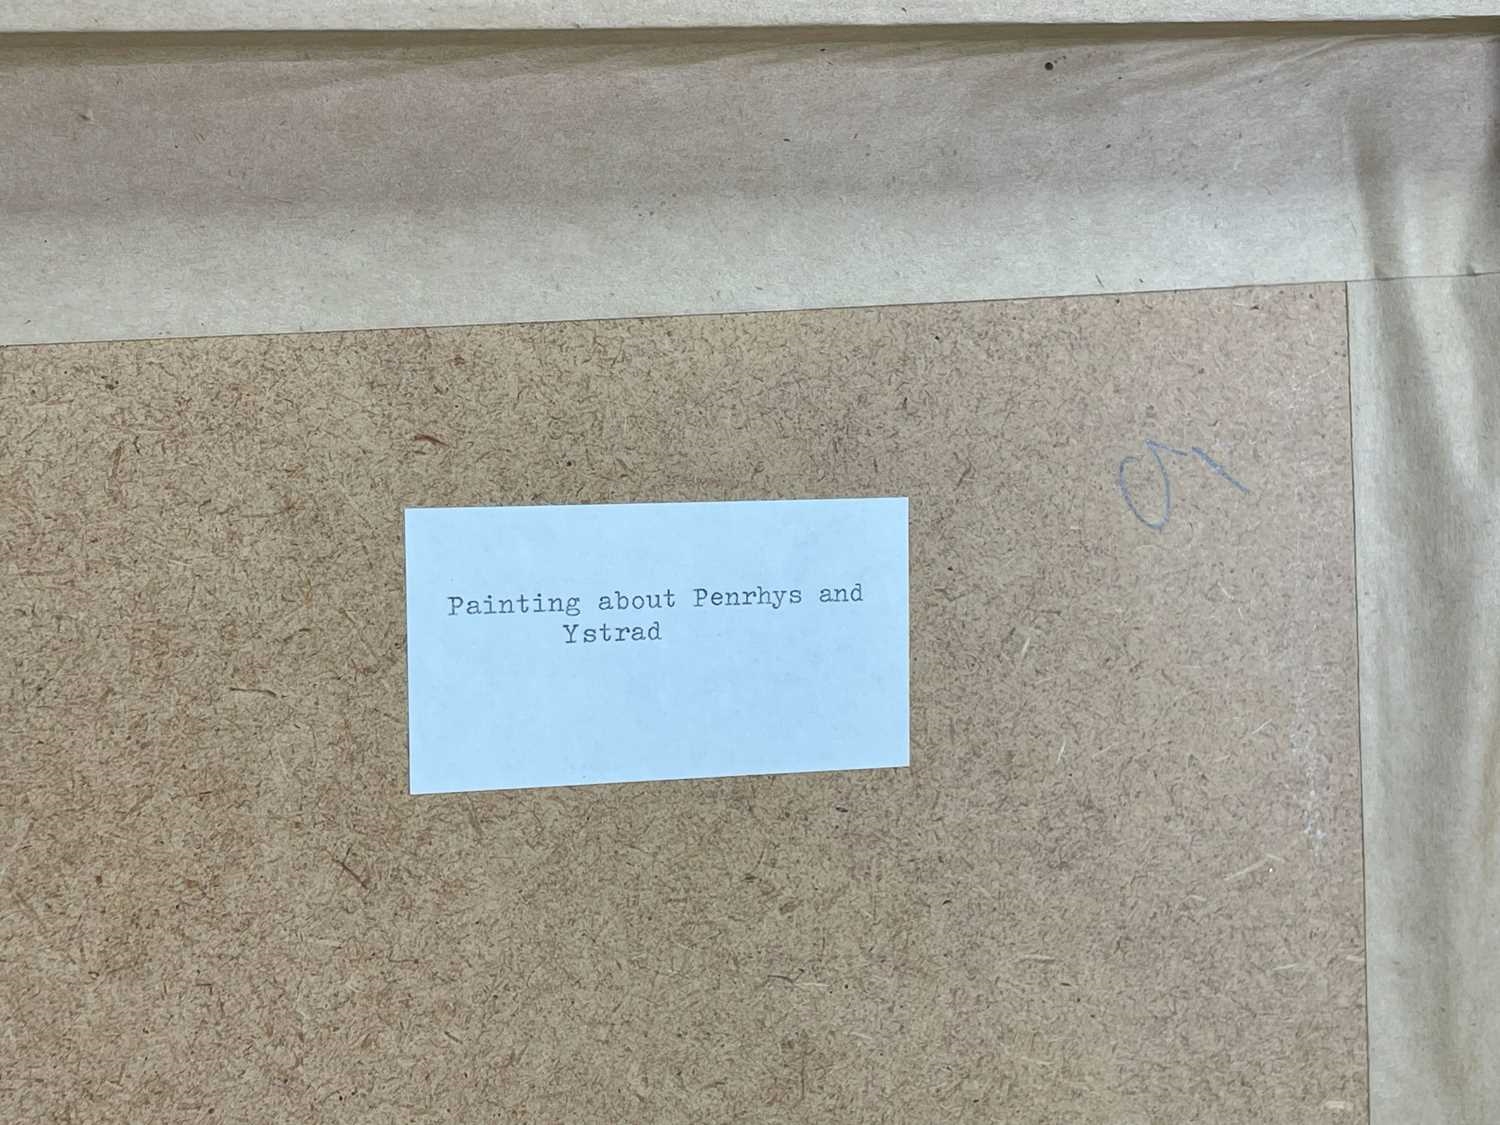 Painting about Penrhys and
Ystrad